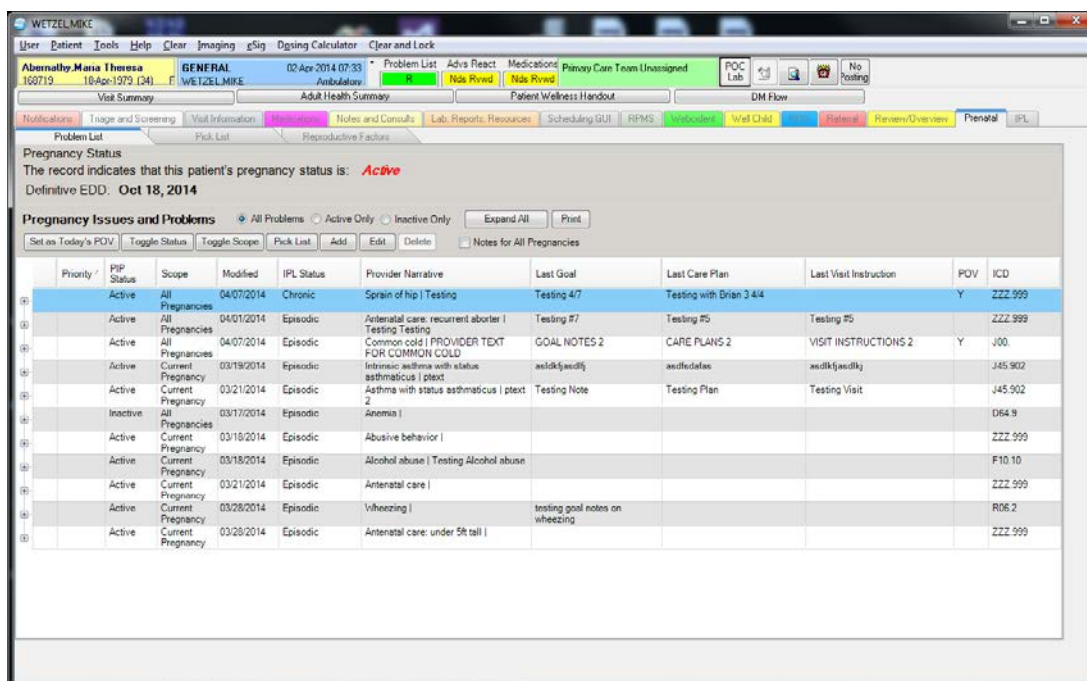 WETZEL,MIKE
User Patient Tools Help Clear Imaging eSig Dosing Calculator Clear and Lock
Abernathy,Maria Theresa GENERAL 02-Apr-2014 07:33 Problem List Advs React Medications Primary Care Team Unassigned POC Lab No Posting
168719 18-Apr-1979 (34) F WETZEL,MIKE Ambulatory R Nds Rvwd Nds Rvwd
Visit Summary Adult Health Summary Patient Wellness Handout DM Flow
Notifications Triage and Screening Visit Information Medications Notes and Consults Lab, Reports, Resources Scheduling GUI RPMS Webodent Well Child Referral Review/Overview Prenatal IPL
Problem List Pick List Reproductive Factors
Pregnancy Status
The record indicates that this patient's pregnancy status is: Active
Definitive EDD: Oct 18, 2014
Pregnancy Issues and Problems All Problems Active Only Inactive Only Expand All Print
Set as Today's POV Toggle Status Toggle Scope Pick List Add Edit Delete Notes for All Pregnancies
Priority PIP Status Scope Modified IPL Status Provider Narrative Last Goal Last Care Plan Last Visit Instruction POV ICD
Active All Pregnancies 04/07/2014 Chronic Sprain of hip | Testing Testing 4/7 Testing with Brian 3 4/4 Y ZZZ.999
Active All Pregnancies 04/01/2014 Episodic Antenatal care: recurrent aborter | Testing Testing Testing #7 Testing #5 Testing #5 ZZZ.999
Active All Pregnancies 04/07/2014 Episodic Common cold | PROVIDER TEXT FOR COMMON COLD GOAL NOTES 2 CARE PLANS 2 VISIT INSTRUCTIONS 2 Y J00.
Active Current Pregnancy 03/19/2014 Episodic Intrinsic asthma with status asthmaticus | ptext J45.902
Active Current Pregnancy 03/21/2014 Episodic Asthma with status asthmaticus | ptext 2 Testing Note Testing Plan Testing Visit J45.902
Inactive All Pregnancies 03/17/2014 Episodic Anemia | D64.9
Active Current Pregnancy 03/18/2014 Episodic Abusive behavior | ZZZ.999
Active Current Pregnancy 03/18/2014 Episodic Alcohol abuse | Testing Alcohol abuse F10.10
Active Current Pregnancy 03/21/2014 Episodic Antenatal care | ZZZ.999
Active Current Pregnancy 03/28/2014 Episodic Wheezing | testing goal notes on wheezing R06.2
Active Current Pregnancy 03/28/2014 Episodic Antenatal care: under 5ft tall | ZZZ.999